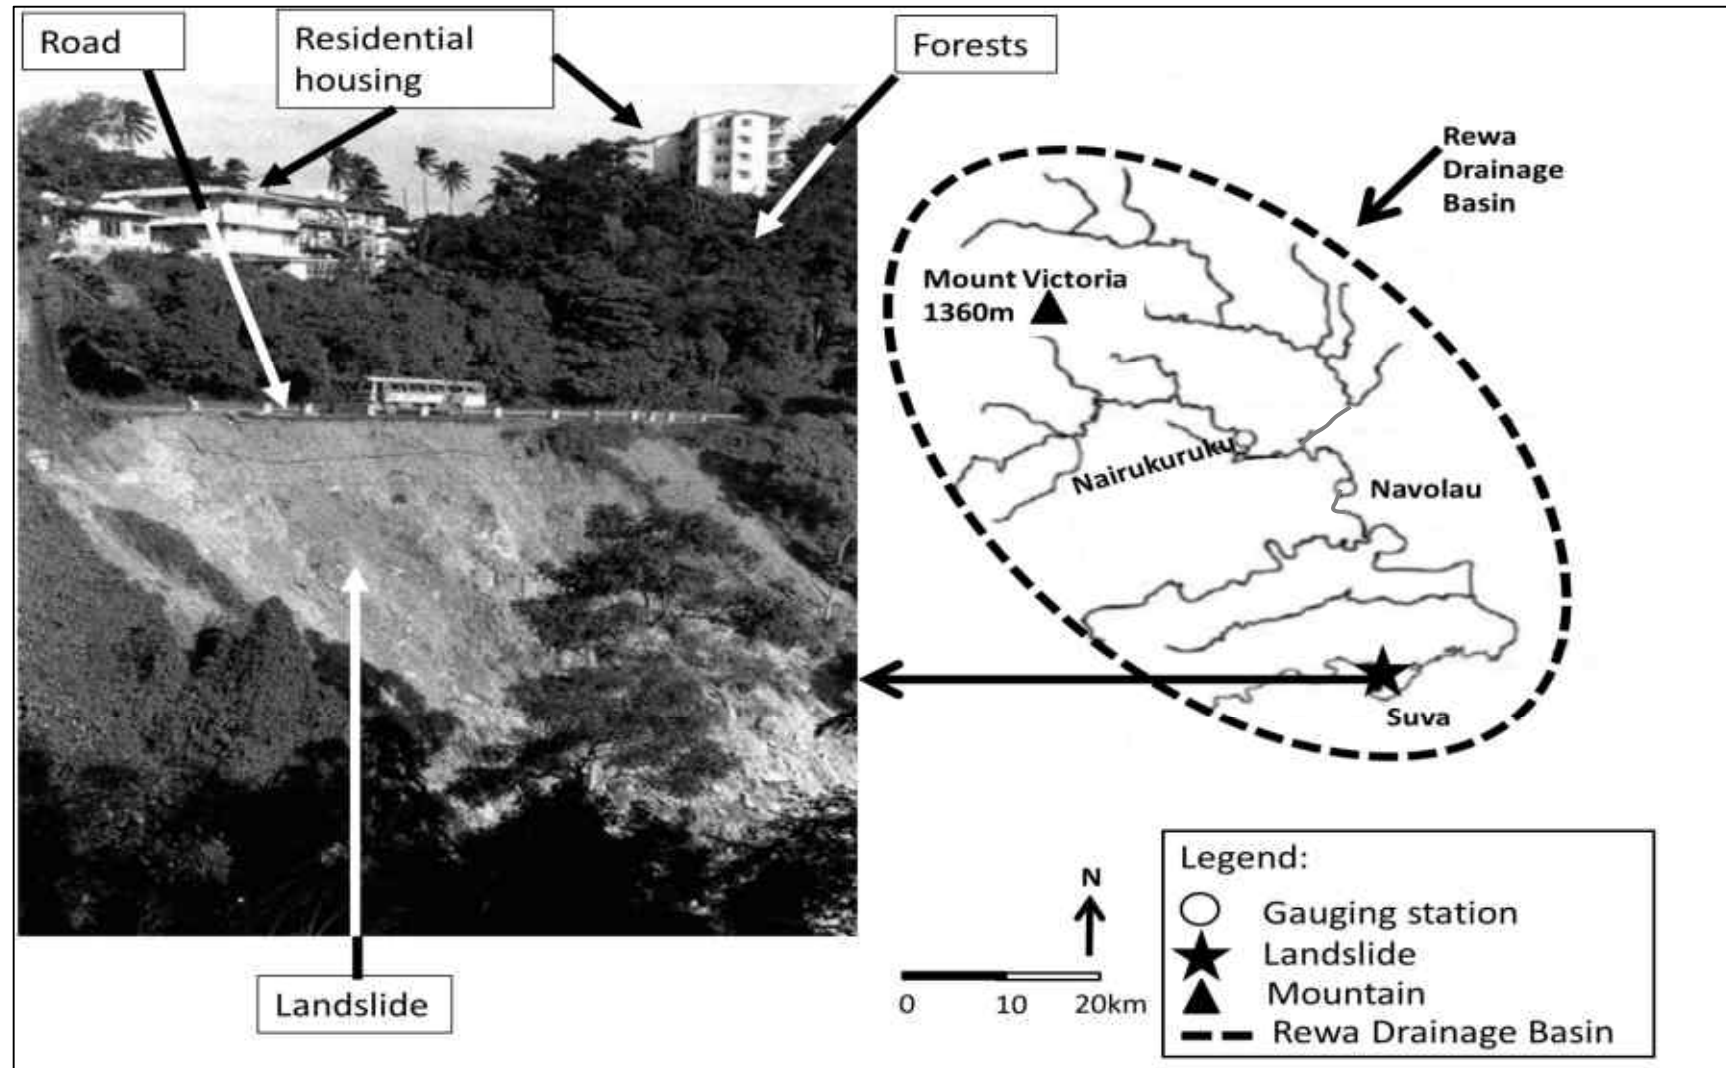 Road
Residential
housing
Forests
Rewa
Drainage
Basin
Mount Victoria
1360m
Nairukuruku
Navolau
Suva
Landslide
N
0 10 20km
Legend:
Gauging station
Landslide
Mountain
Rewa Drainage Basin